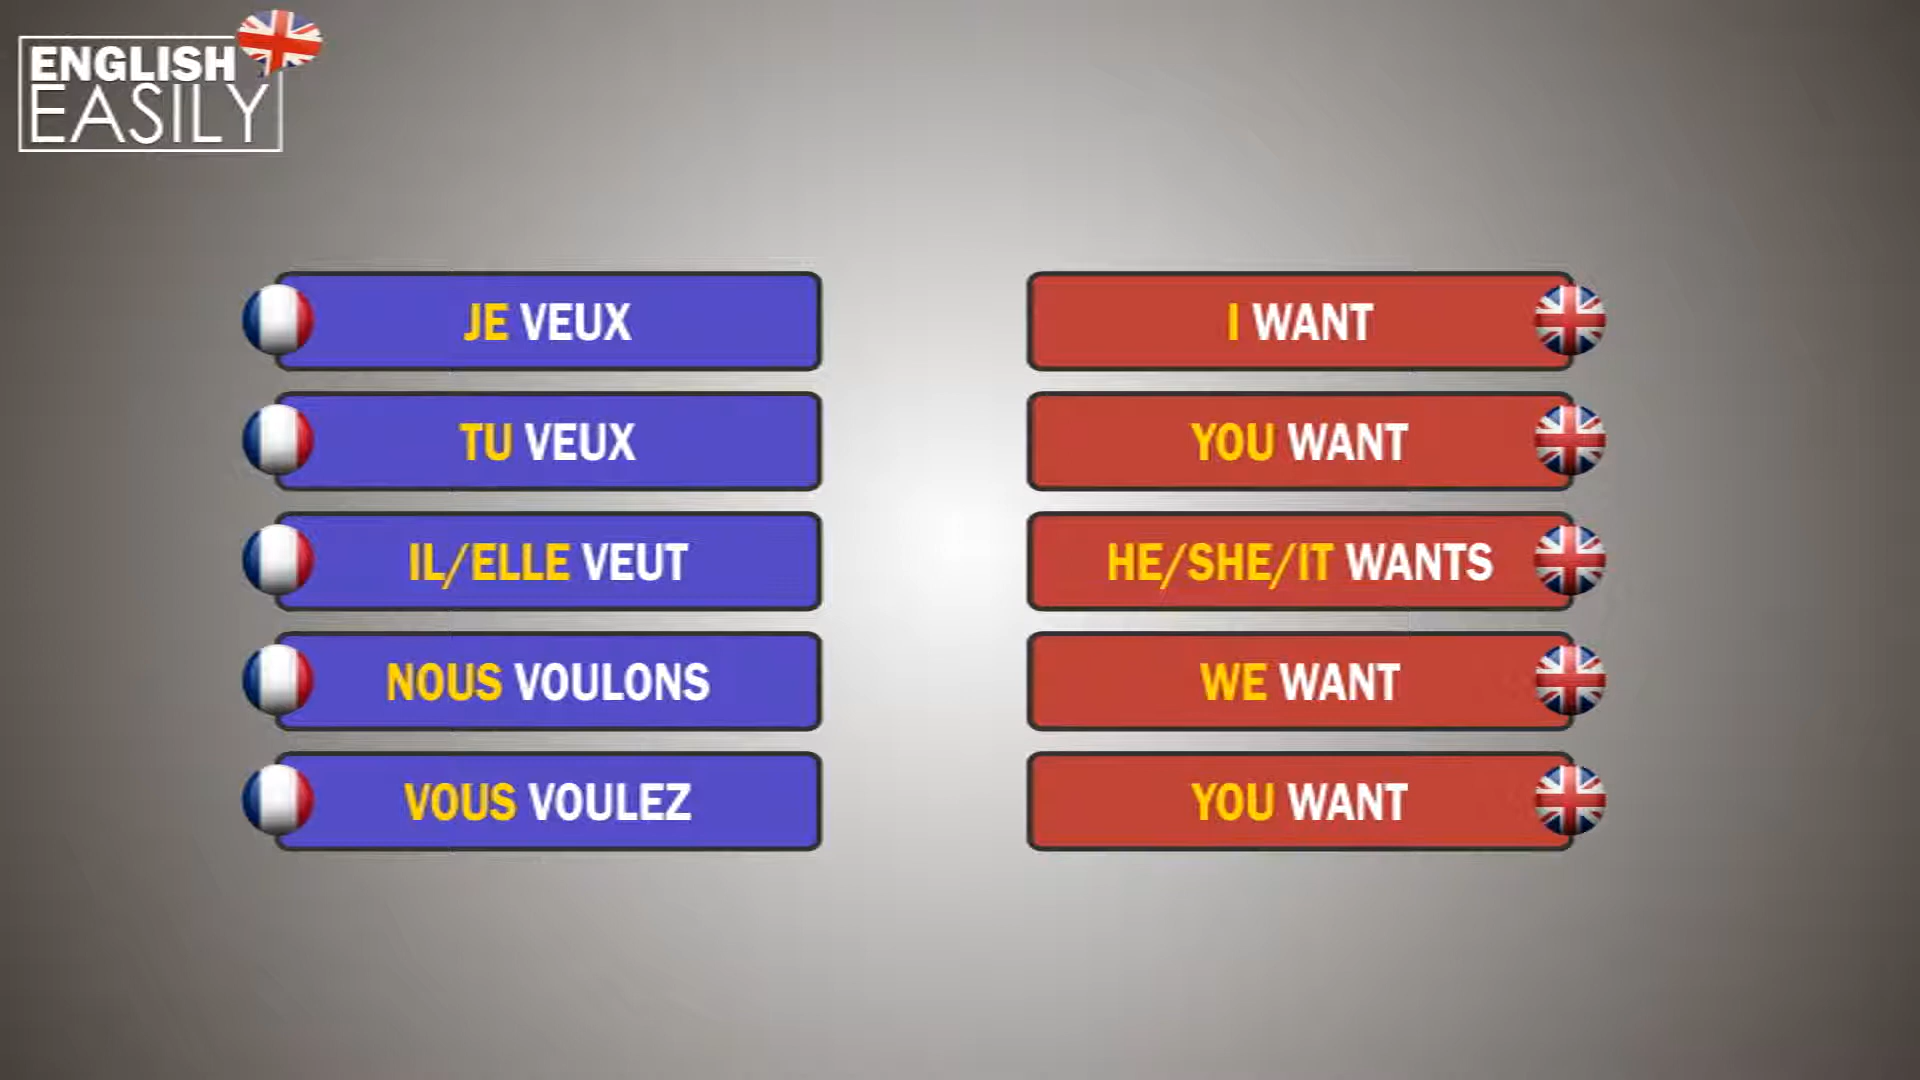 ENGLISH
EASILY
JE VEUX
I WANT
TU VEUX
YOU WANT
IL/ELLE VEUT
HE/SHE/IT WANTS
NOUS VOULONS
WE WANT
VOUS VOULEZ
YOU WANT